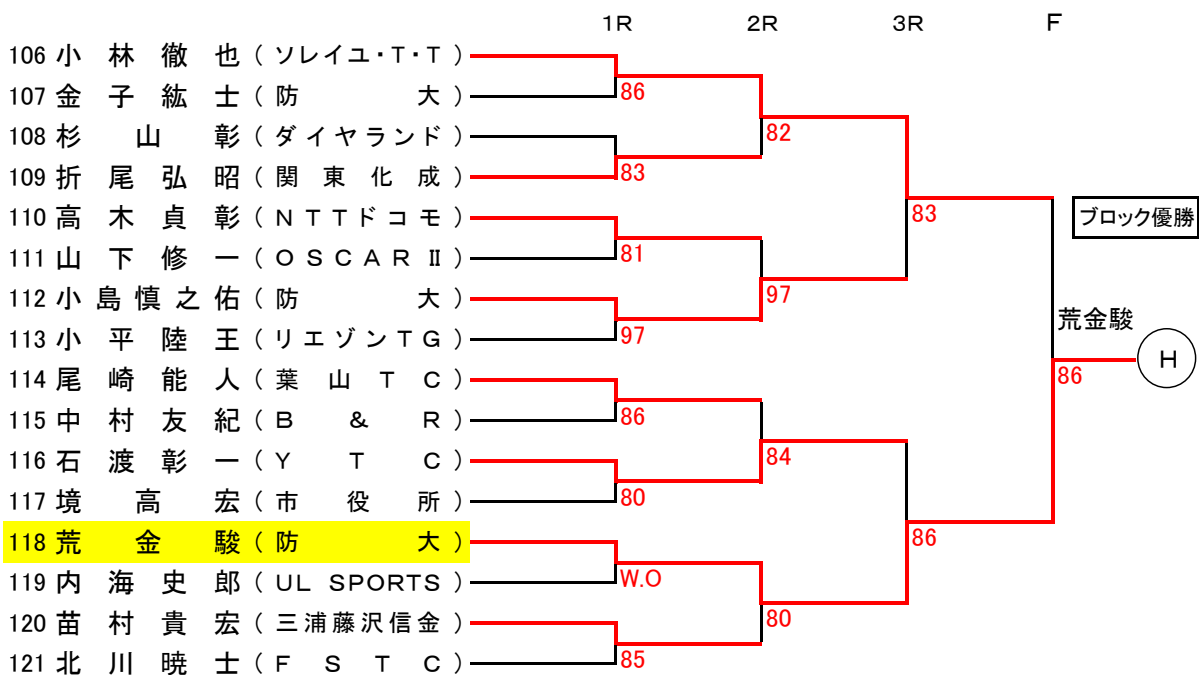 1R 2R 3R F
106 小林徹也 (ソレイユ・T・T)
107 金子紘士 (防大)
86
108 杉山彰 (ダイヤランド)
82
109 折尾弘昭 (関東化成)
83
110 高木貞彰 (NTTドコモ)
83
ブロック優勝
111 山下修一 (OSCARⅡ)
81
112 小島慎之佑 (防大)
97
113 小平陸王 (リエゾンTG)
97
荒金駿
H
114 尾崎能人 (葉山TC)
86
115 中村友紀 (B&R)
86
116 石渡彰一 (YTC)
84
117 境高宏 (市役所)
80
118 荒金駿 (防大)
86
119 内海史郎 (UL SPORTS)
W.O
120 苗村貴宏 (三浦藤沢信金)
80
121 北川暁士 (FSTC)
85